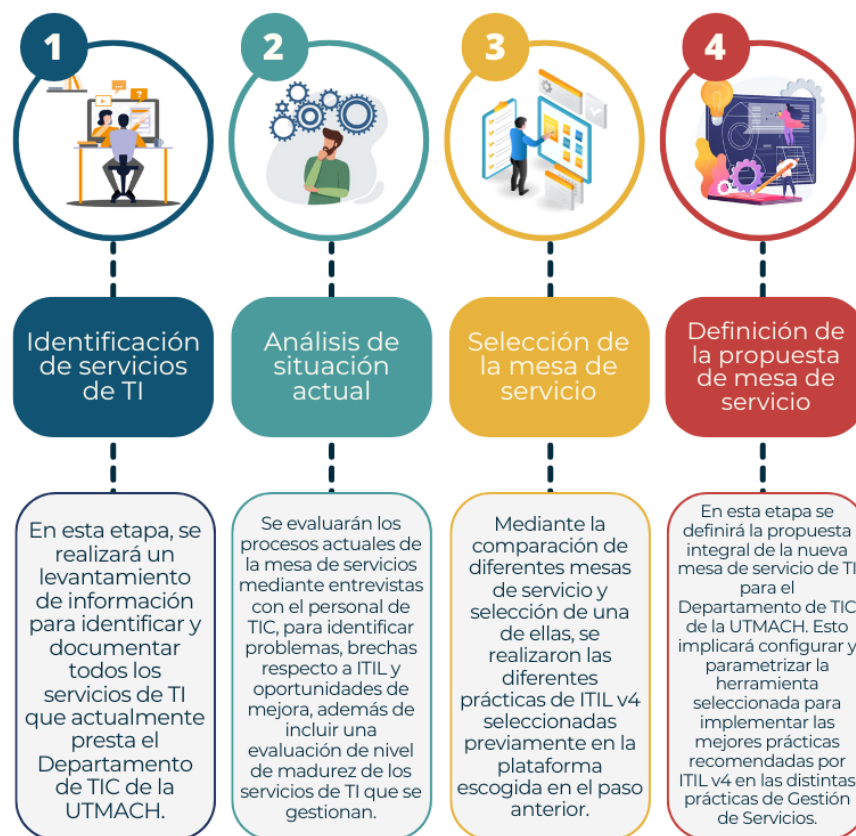 1
2
3
4
Identificación
de servicios
de TI
Análisis de
situación
actual
Selección de
la mesa de
servicio
Definición de
la propuesta
de mesa de
servicio
En esta etapa, se
realizará un
levantamiento
de información
para identificar y
documentar
todos los
servicios de TI
que actualmente
presta el
Departamento
de TIC de la
UTMACH.
Se evaluarán los
procesos actuales de
la mesa de servicios
mediante entrevistas
con el personal de
TIC, para identificar
problemas, brechas
respecto a ITIL y
oportunidades de
mejora, además de
incluir una
evaluación de nivel
de madurez de los
servicios de TI que se
gestionan.
Mediante la
comparación de
diferentes mesas
de servicio y
selección de una
de ellas, se
realizaron las
diferentes
prácticas de ITIL v4
seleccionadas
previamente en la
plataforma
escogida en el paso
anterior.
En esta etapa se
definirá la propuesta
integral de la nueva
mesa de servicio de TI
para el
Departamento de TIC
de la UTMACH. Esto
implicará configurar y
parametrizar la
herramienta
seleccionada para
implementar las
mejores prácticas
recomendadas por
ITIL v4 en las distintas
prácticas de Gestión
de Servicios.